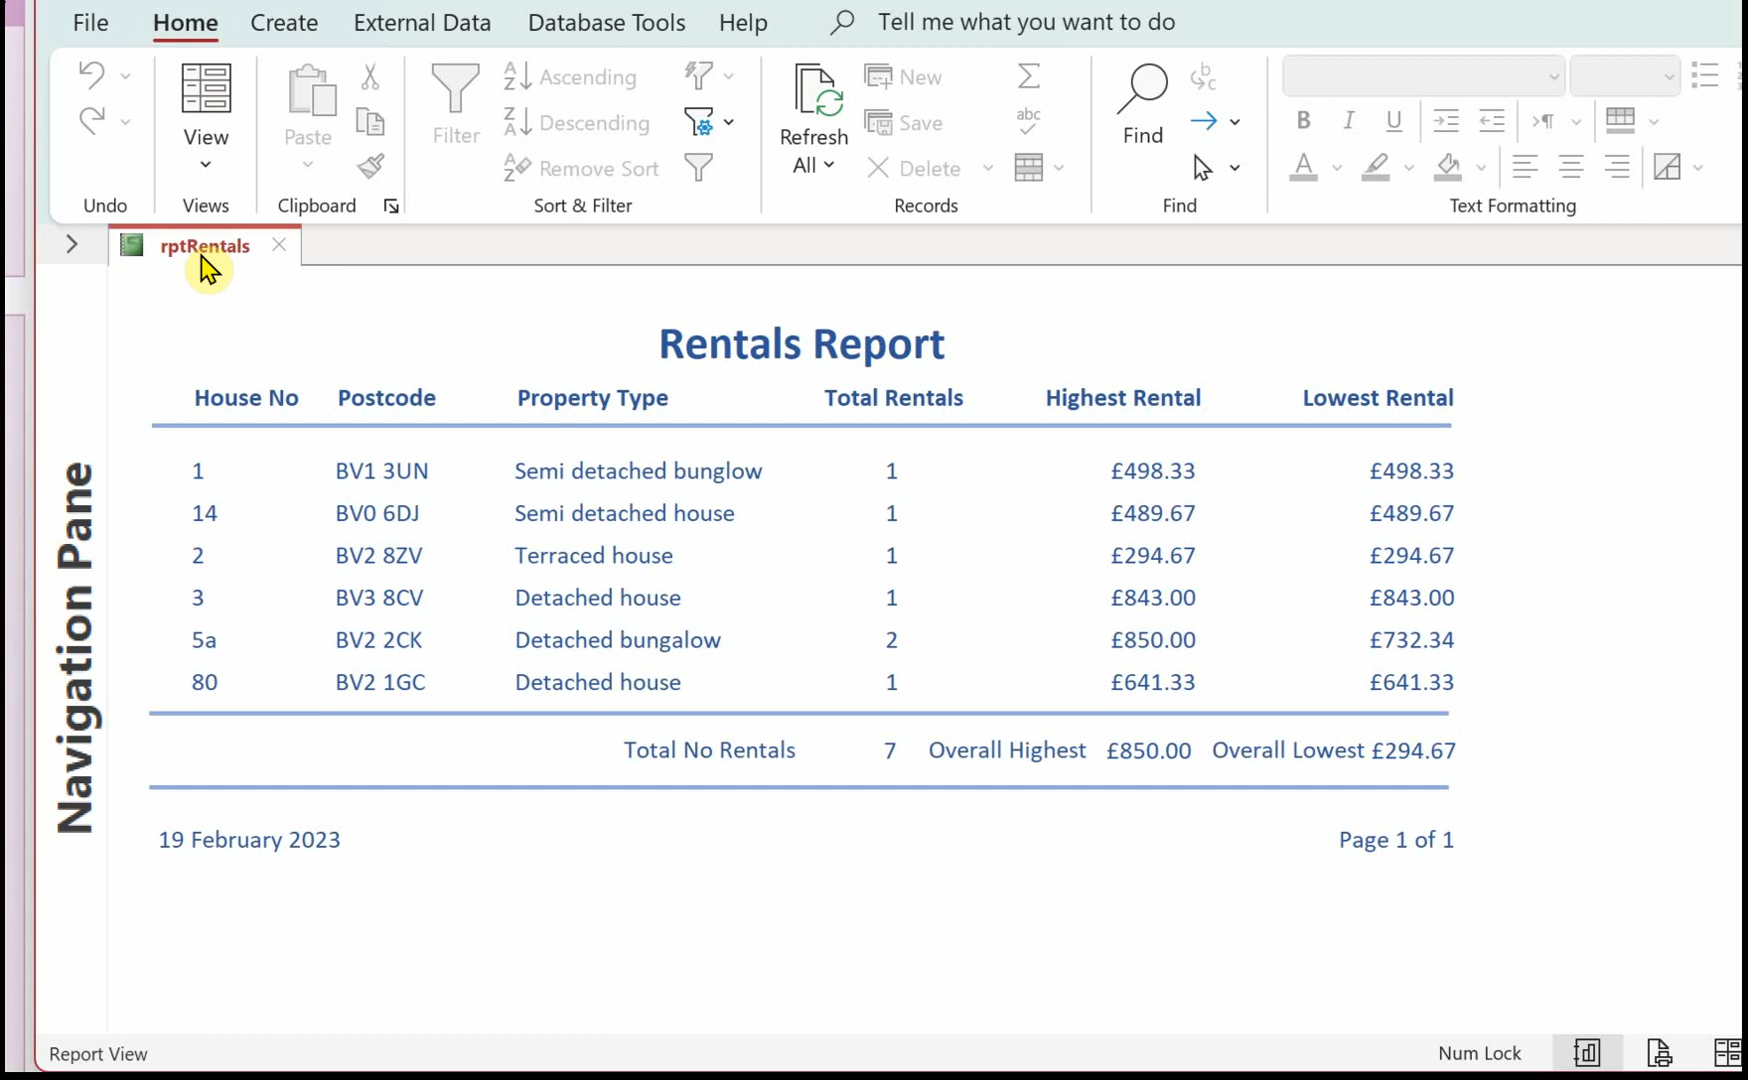 File Home Create External Data Database Tools Help Tell me what you want to do
View
Paste
Filter
Ascending
Descending
Remove Sort
Refresh
All
New
Save
Delete
Find
B I U
A
Undo Views Clipboard Sort & Filter Records Find Text Formatting
rptRentals
Navigation Pane
Rentals Report
House No Postcode Property Type Total Rentals Highest Rental Lowest Rental
1 BV1 3UN Semi detached bunglow 1 £498.33 £498.33
14 BV0 6DJ Semi detached house 1 £489.67 £489.67
2 BV2 8ZV Terraced house 1 £294.67 £294.67
3 BV3 8CV Detached house 1 £843.00 £843.00
5a BV2 2CK Detached bungalow 2 £850.00 £732.34
80 BV2 1GC Detached house 1 £641.33 £641.33
Total No Rentals 7 Overall Highest £850.00 Overall Lowest £294.67
19 February 2023 Page 1 of 1
Report View Num Lock